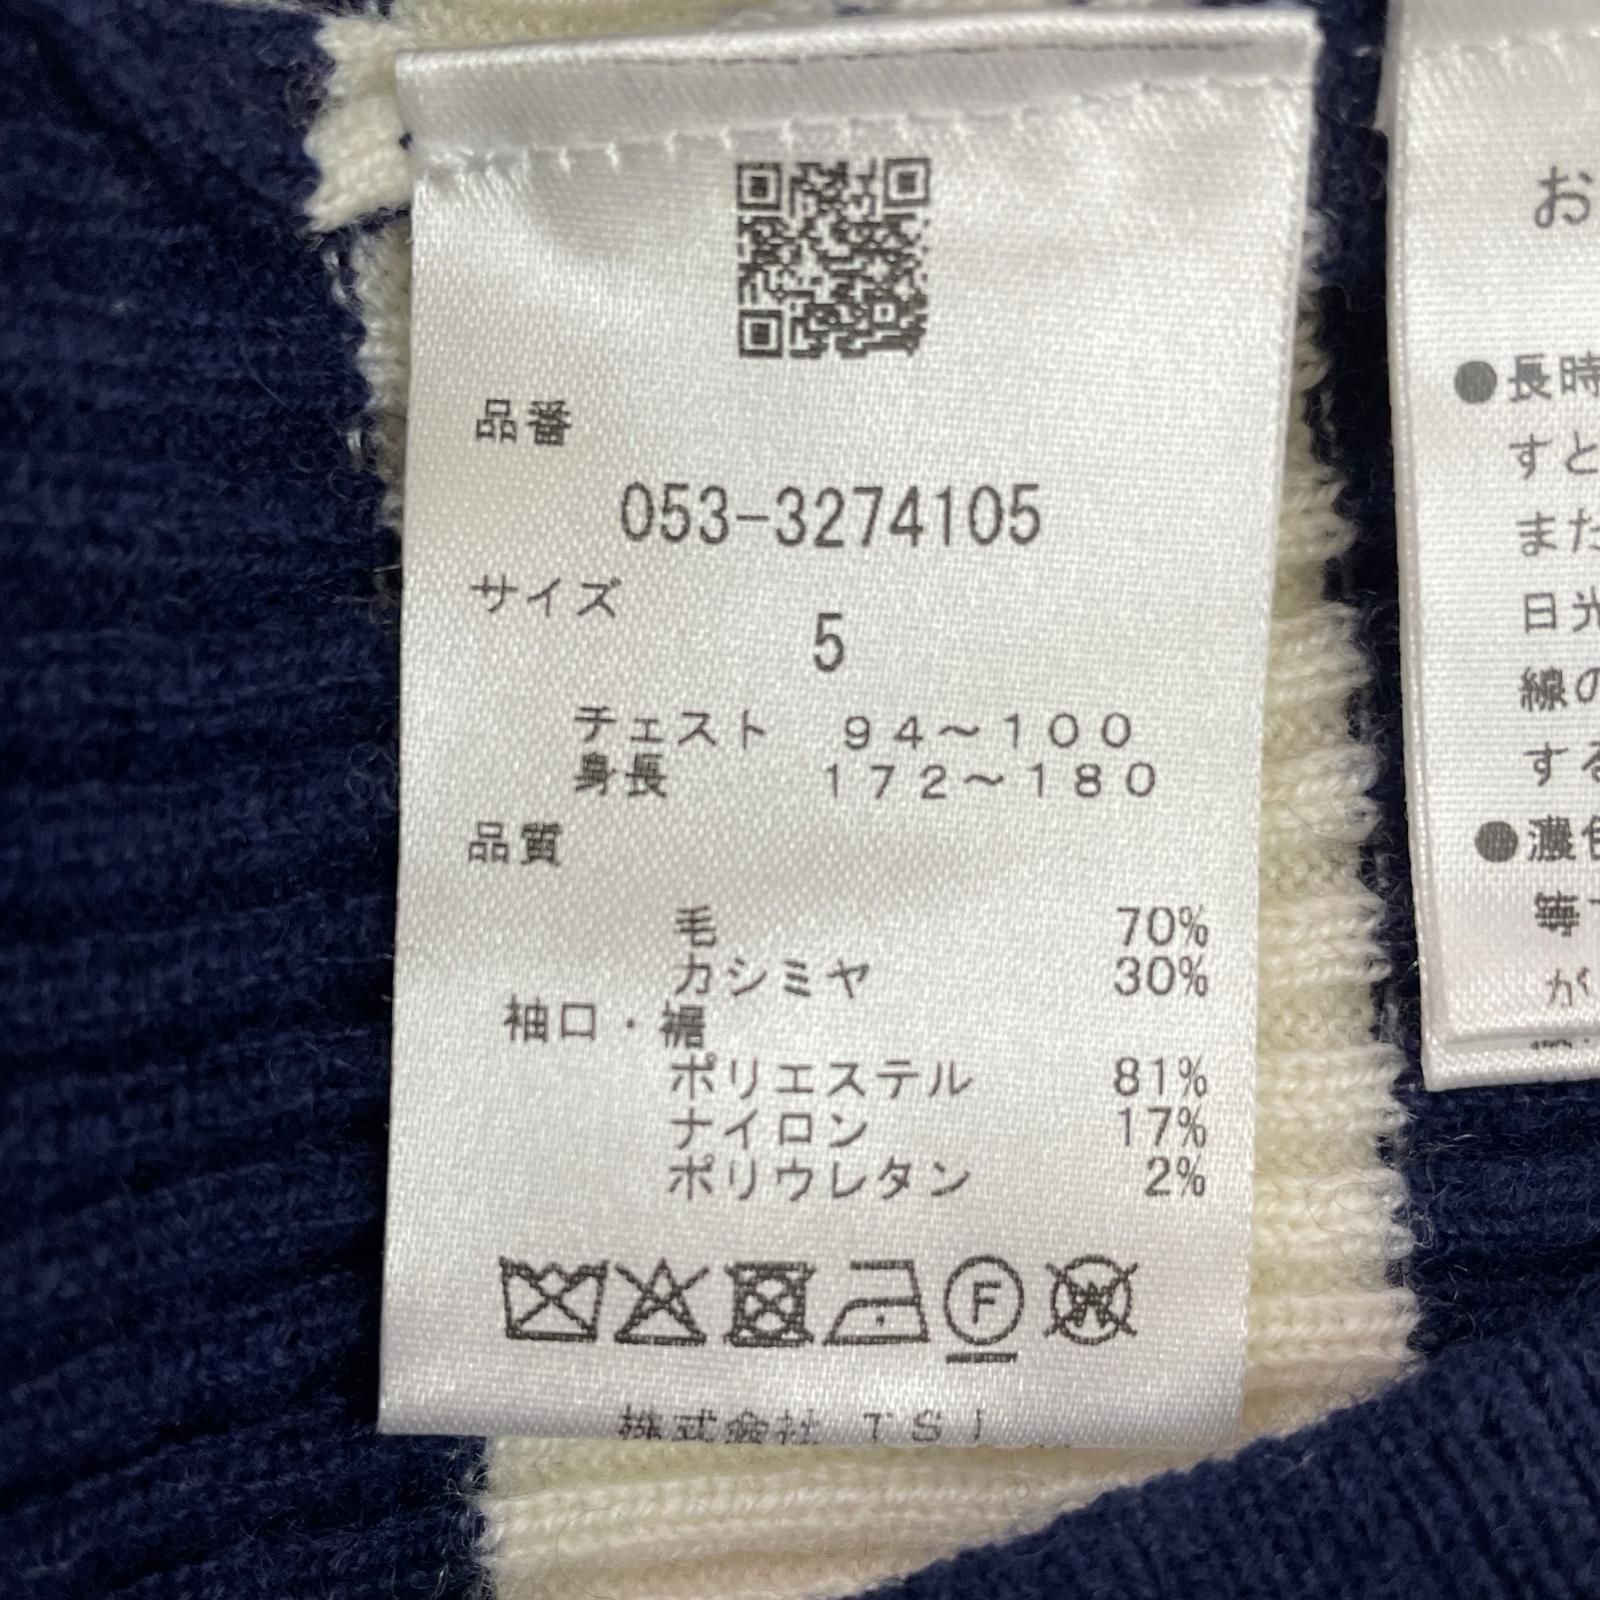 品番
053-3274105
サイズ
5
チェスト 94～100
身長 172～180
品質
毛 70%
カシミヤ 30%
袖口・裾
ポリエステル 81%
ナイロン 17%
ポリウレタン 2%
F
W
株式会社 TSI
お
●長時
すと
また
日光
線の
する
●濃色
等で
が